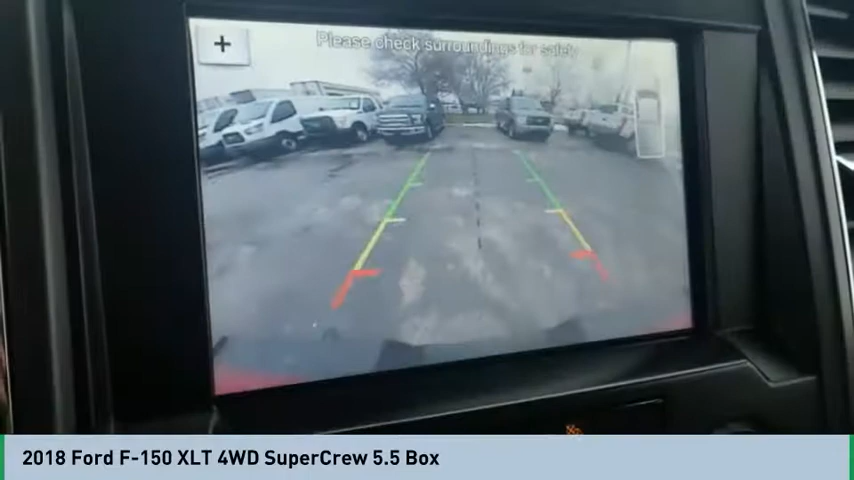 +
Please check surroundings for safety
2018 Ford F-150 XLT 4WD SuperCrew 5.5 Box